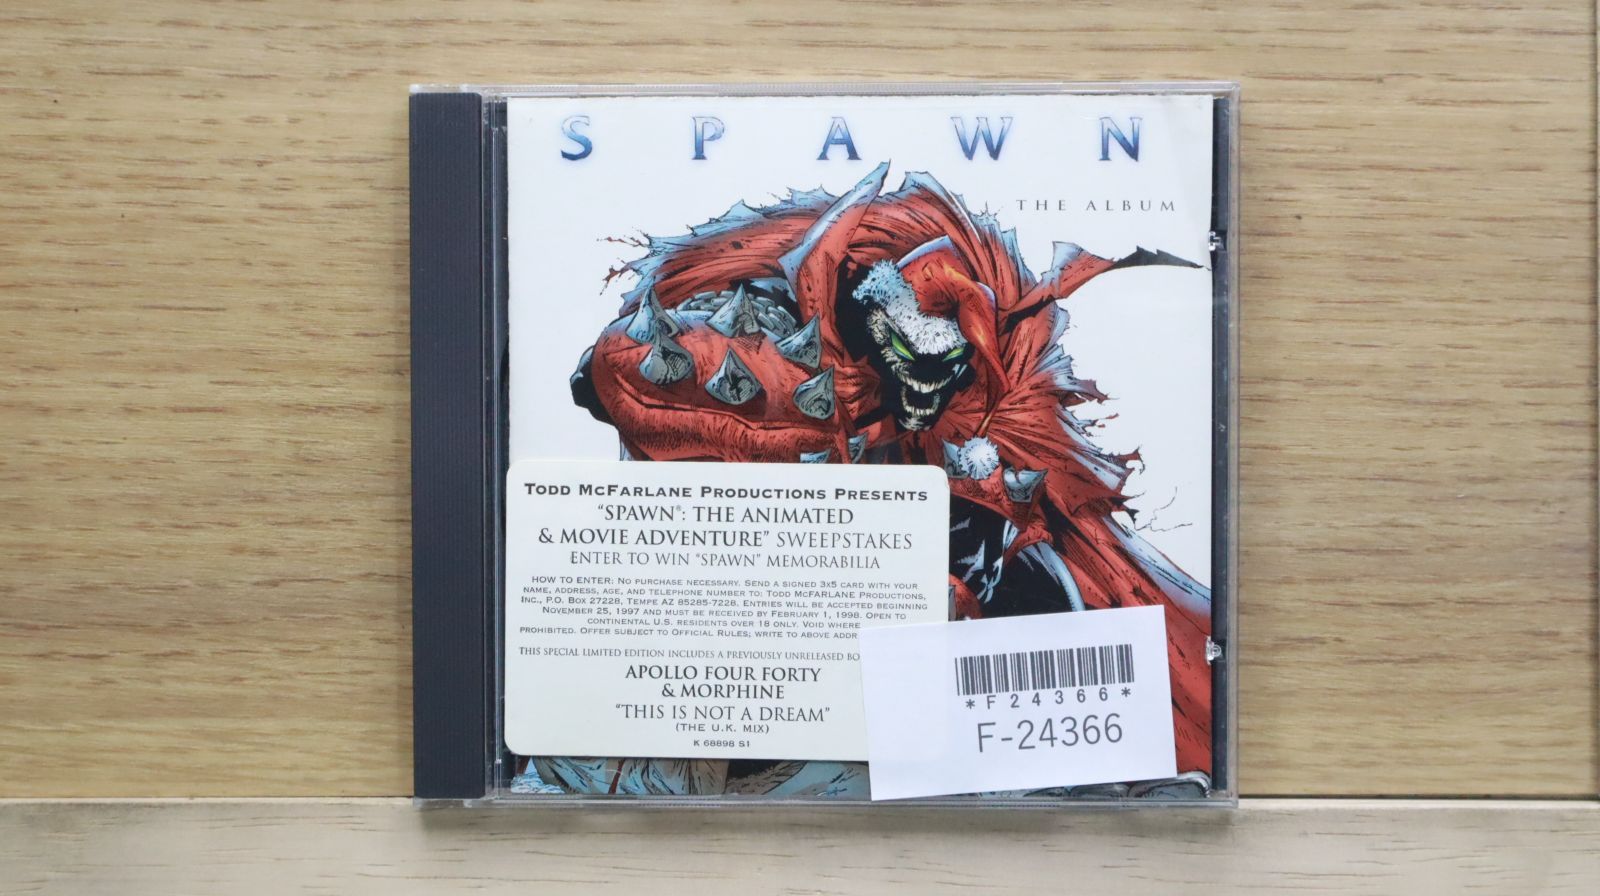 SPAWN
THE ALBUM
TODD MCFARLANE PRODUCTIONS PRESENTS
"SPAWN®: THE ANIMATED
& MOVIE ADVENTURE" SWEEPSTAKES
ENTER TO WIN "SPAWN" MEMORABILIA
HOW TO ENTER: NO PURCHASE NECESSARY. SEND A SIGNED 3X5 CARD WITH YOUR
NAME, ADDRESS, AGE, AND TELEPHONE NUMBER TO: TODD MCFARLANE PRODUCTIONS,
INC., P.O. BOX 27228, TEMPE AZ 85285-7228. ENTRIES WILL BE ACCEPTED BEGINNING
NOVEMBER 25, 1997 AND MUST BE RECEIVED BY FEBRUARY 1, 1998. OPEN TO
CONTINENTAL U.S. RESIDENTS OVER 18 ONLY. VOID WHERE
PROHIBITED. OFFER SUBJECT TO OFFICIAL RULES; WRITE TO ABOVE ADDR
THIS SPECIAL LIMITED EDITION INCLUDES A PREVIOUSLY UNRELEASED BO
APOLLO FOUR FORTY
& MORPHINE
"THIS IS NOT A DREAM"
(THE U.K. MIX)
K 68898 S1
*F24366*
F-24366